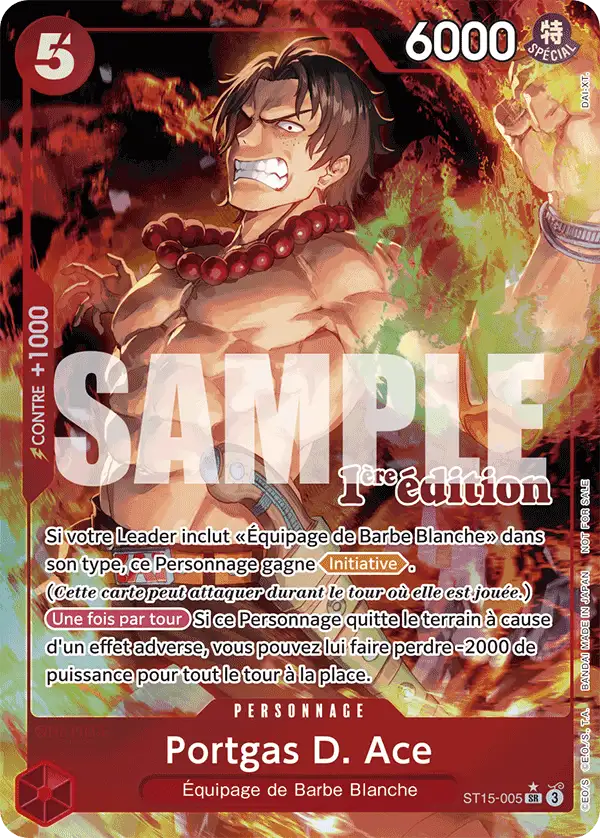 5
6000
特
SPÉCIAL
DAI-XT
CONTRE +1000
SAMPLE
1ère édition
Si votre Leader inclut «Équipage de Barbe Blanche» dans
son type, ce Personnage gagne Initiative.
(Cette carte peut attaquer durant le tour où elle est jouée.)
Une fois par tour Si ce Personnage quitte le terrain à cause
d'un effet adverse, vous pouvez lui faire perdre -2000 de
puissance pour tout le tour à la place.
PERSONNAGE
Portgas D. Ace
Équipage de Barbe Blanche
ST15-005 SR 3
©E.O/S ©E.O./S., T.A. BANDAI MADE IN JAPAN NOT FOR SALE